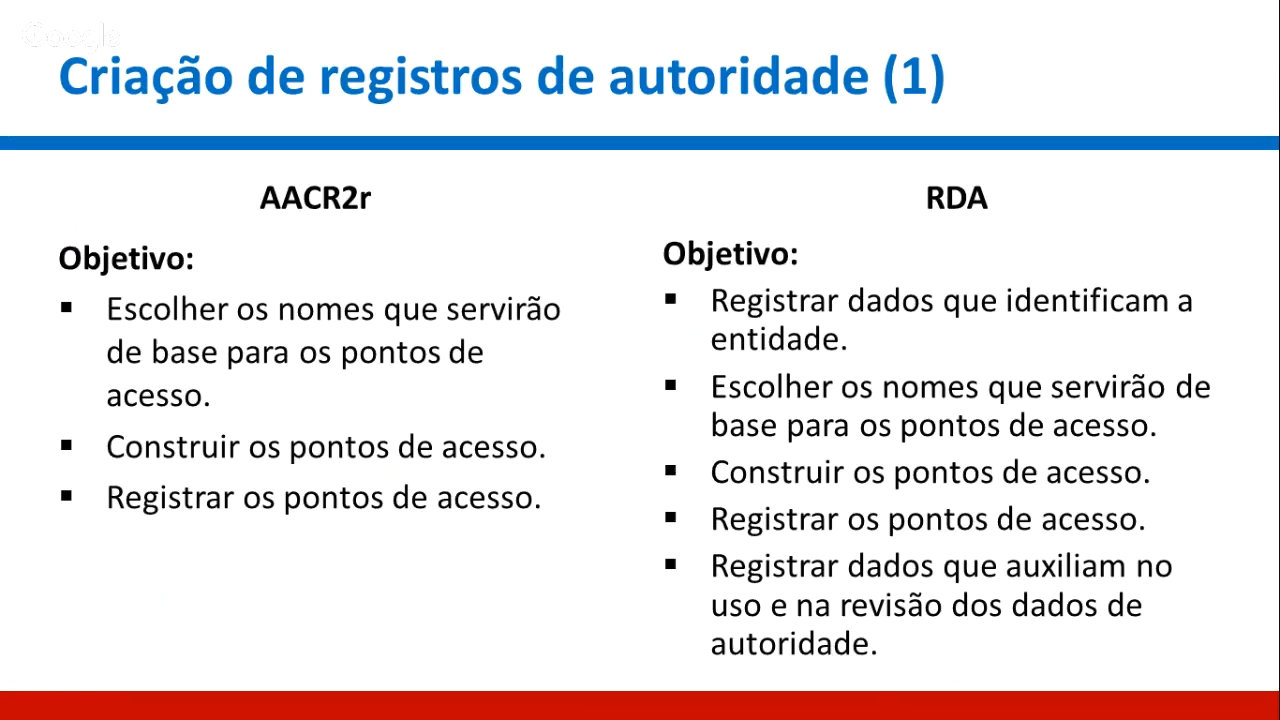 Google
Criação de registros de autoridade (1)
AACR2r
Objetivo:
▪ Escolher os nomes que servirão
de base para os pontos de
acesso.
▪ Construir os pontos de acesso.
▪ Registrar os pontos de acesso.
RDA
Objetivo:
▪ Registrar dados que identificam a
entidade.
▪ Escolher os nomes que servirão de
base para os pontos de acesso.
▪ Construir os pontos de acesso.
▪ Registrar os pontos de acesso.
▪ Registrar dados que auxiliam no
uso e na revisão dos dados de
autoridade.